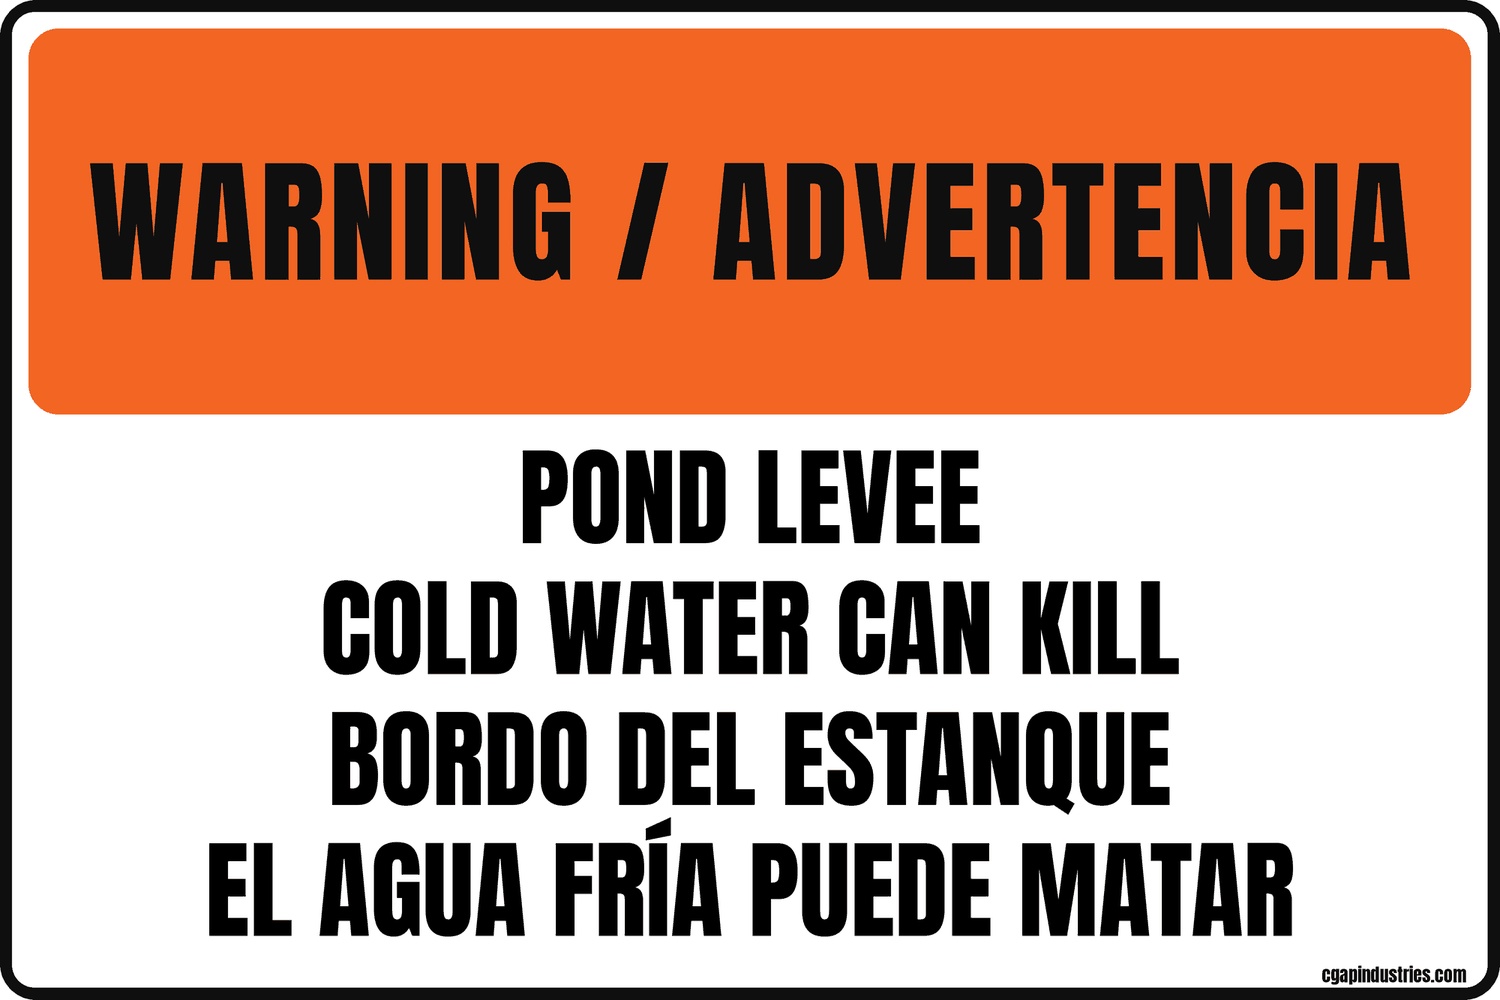 WARNING / ADVERTENCIA
POND LEVEE
COLD WATER CAN KILL
BORDO DEL ESTANQUE
EL AGUA FRÍA PUEDE MATAR
cgapindustries.com